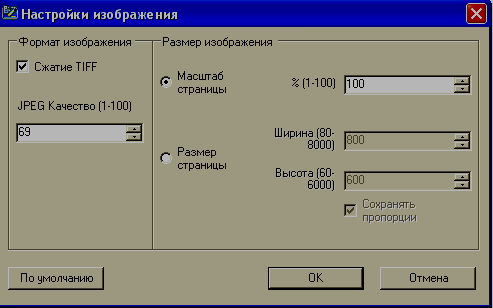 Настройки изображения
Формат изображения
Сжатие TIFF
JPEG Качество (1-100)
69
Размер изображения
Масштаб
страницы
% (1-100)
100
Размер
страницы
Ширина (80-
8000)
800
Высота (60-
6000)
600
Сохранять
пропорции
По умолчанию
OK
Отмена